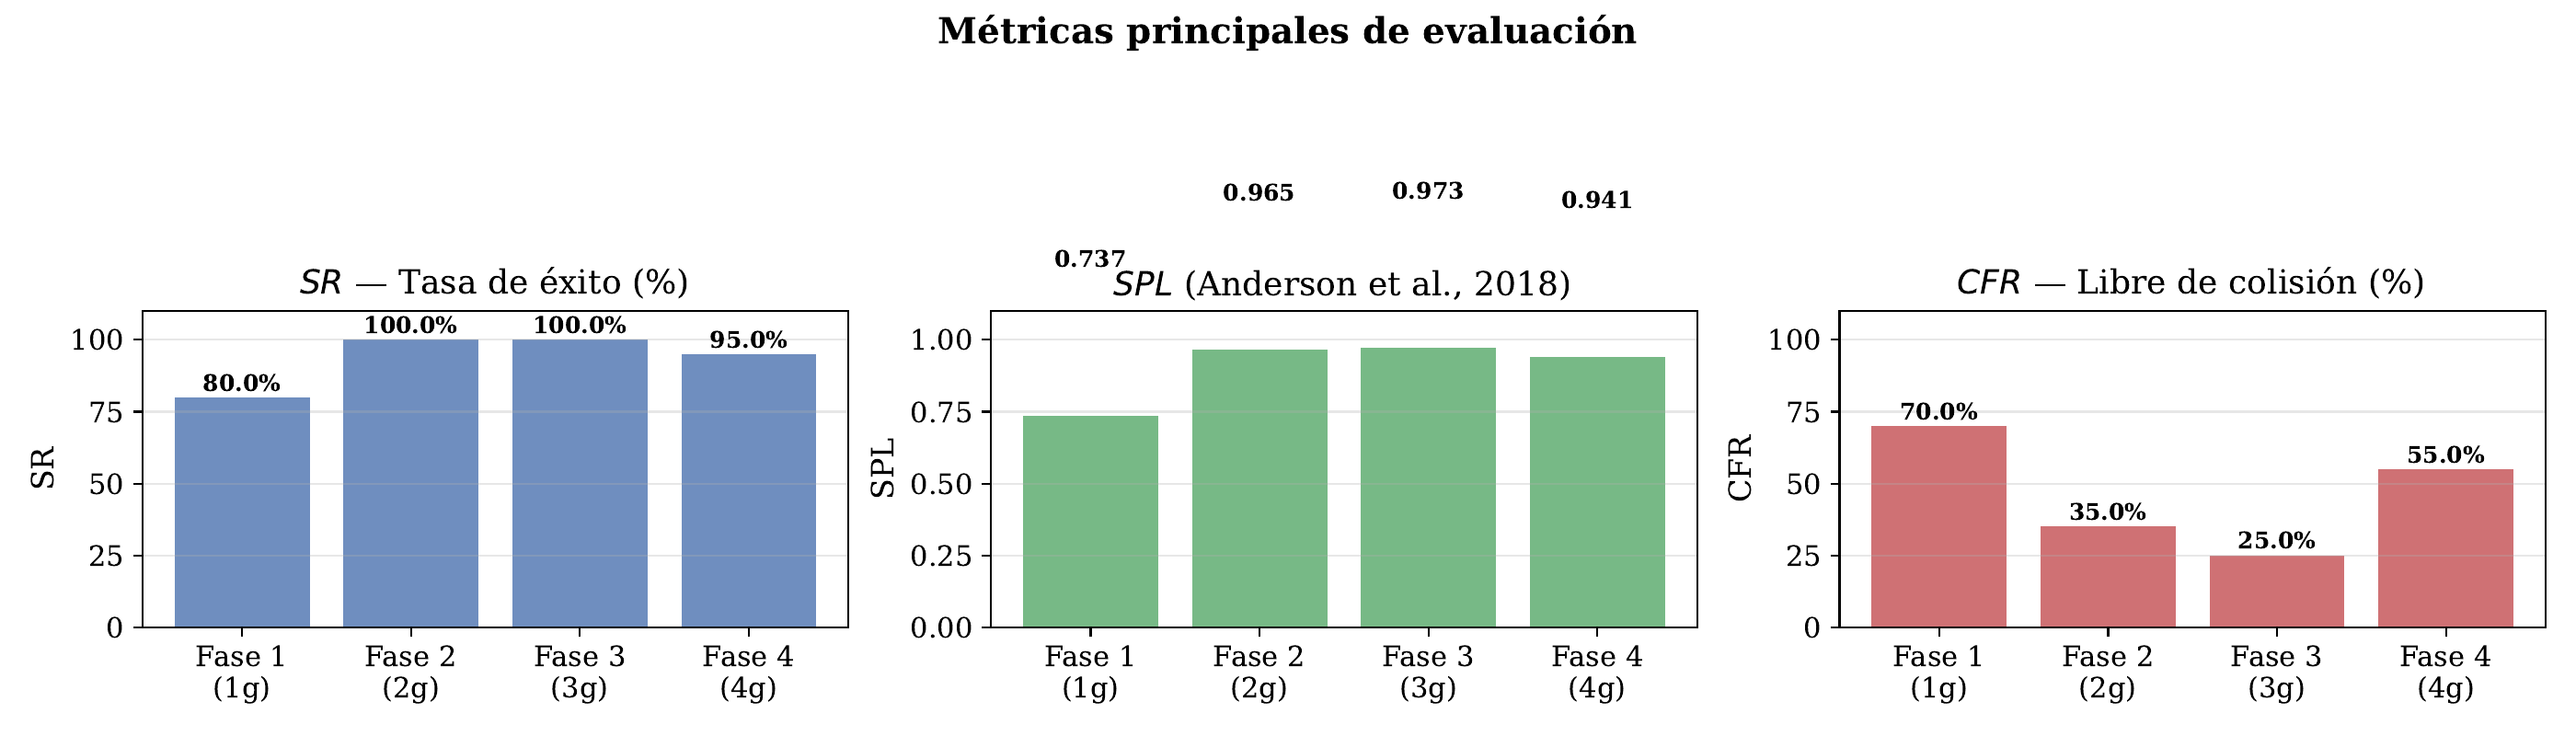 Métricas principales de evaluación
SR — Tasa de éxito (%)
SR
100
75
50
25
0
80.0%
100.0%
100.0%
95.0%
Fase 1
(1g)
Fase 2
(2g)
Fase 3
(3g)
Fase 4
(4g)
SPL (Anderson et al., 2018)
SPL
1.00
0.75
0.50
0.25
0.00
0.737
0.965
0.973
0.941
Fase 1
(1g)
Fase 2
(2g)
Fase 3
(3g)
Fase 4
(4g)
CFR — Libre de colisión (%)
CFR
100
75
50
25
0
70.0%
35.0%
25.0%
55.0%
Fase 1
(1g)
Fase 2
(2g)
Fase 3
(3g)
Fase 4
(4g)